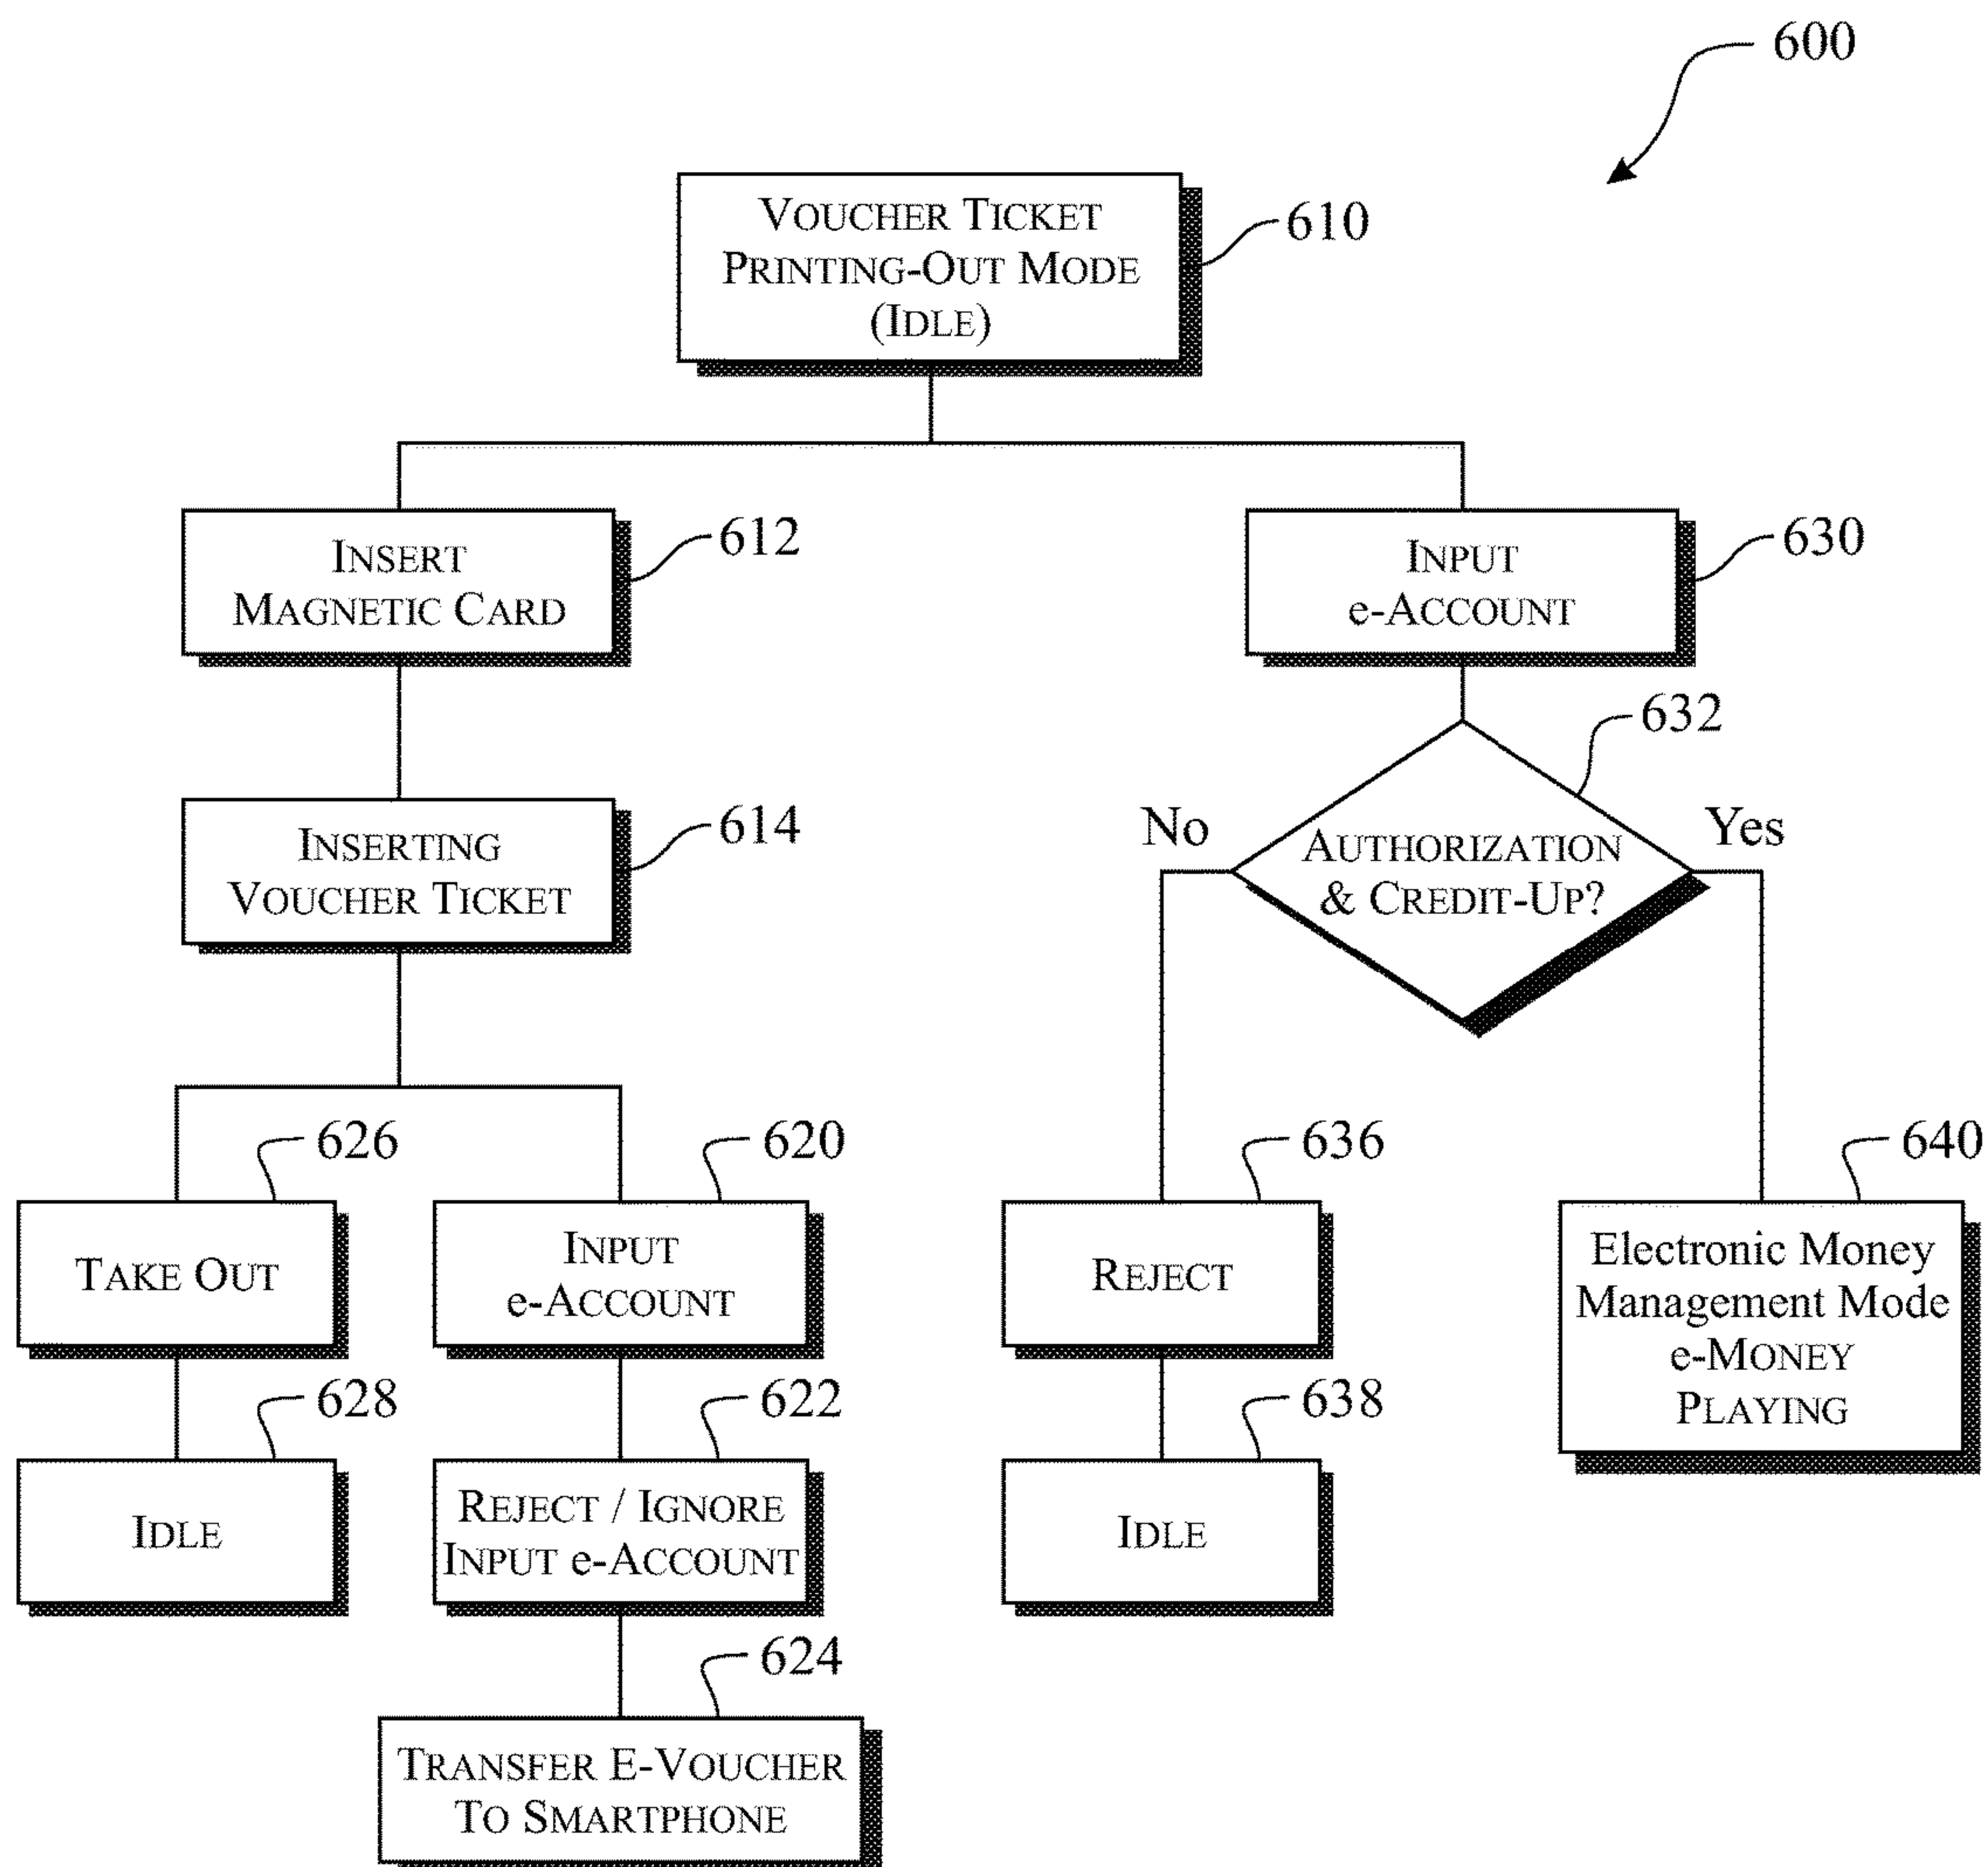 600
VOUCHER TICKET
PRINTING-OUT MODE
(IDLE)
610
INSERT
MAGNETIC CARD
612
INPUT
e-ACCOUNT
630
632
INSERTING
VOUCHER TICKET
614
No
Yes
AUTHORIZATION
& CREDIT-UP?
626
620
636
640
TAKE OUT
INPUT
e-ACCOUNT
REJECT
Electronic Money
Management Mode
e-MONEY
PLAYING
628
622
638
IDLE
REJECT / IGNORE
INPUT e-ACCOUNT
IDLE
624
TRANSFER E-VOUCHER
TO SMARTPHONE